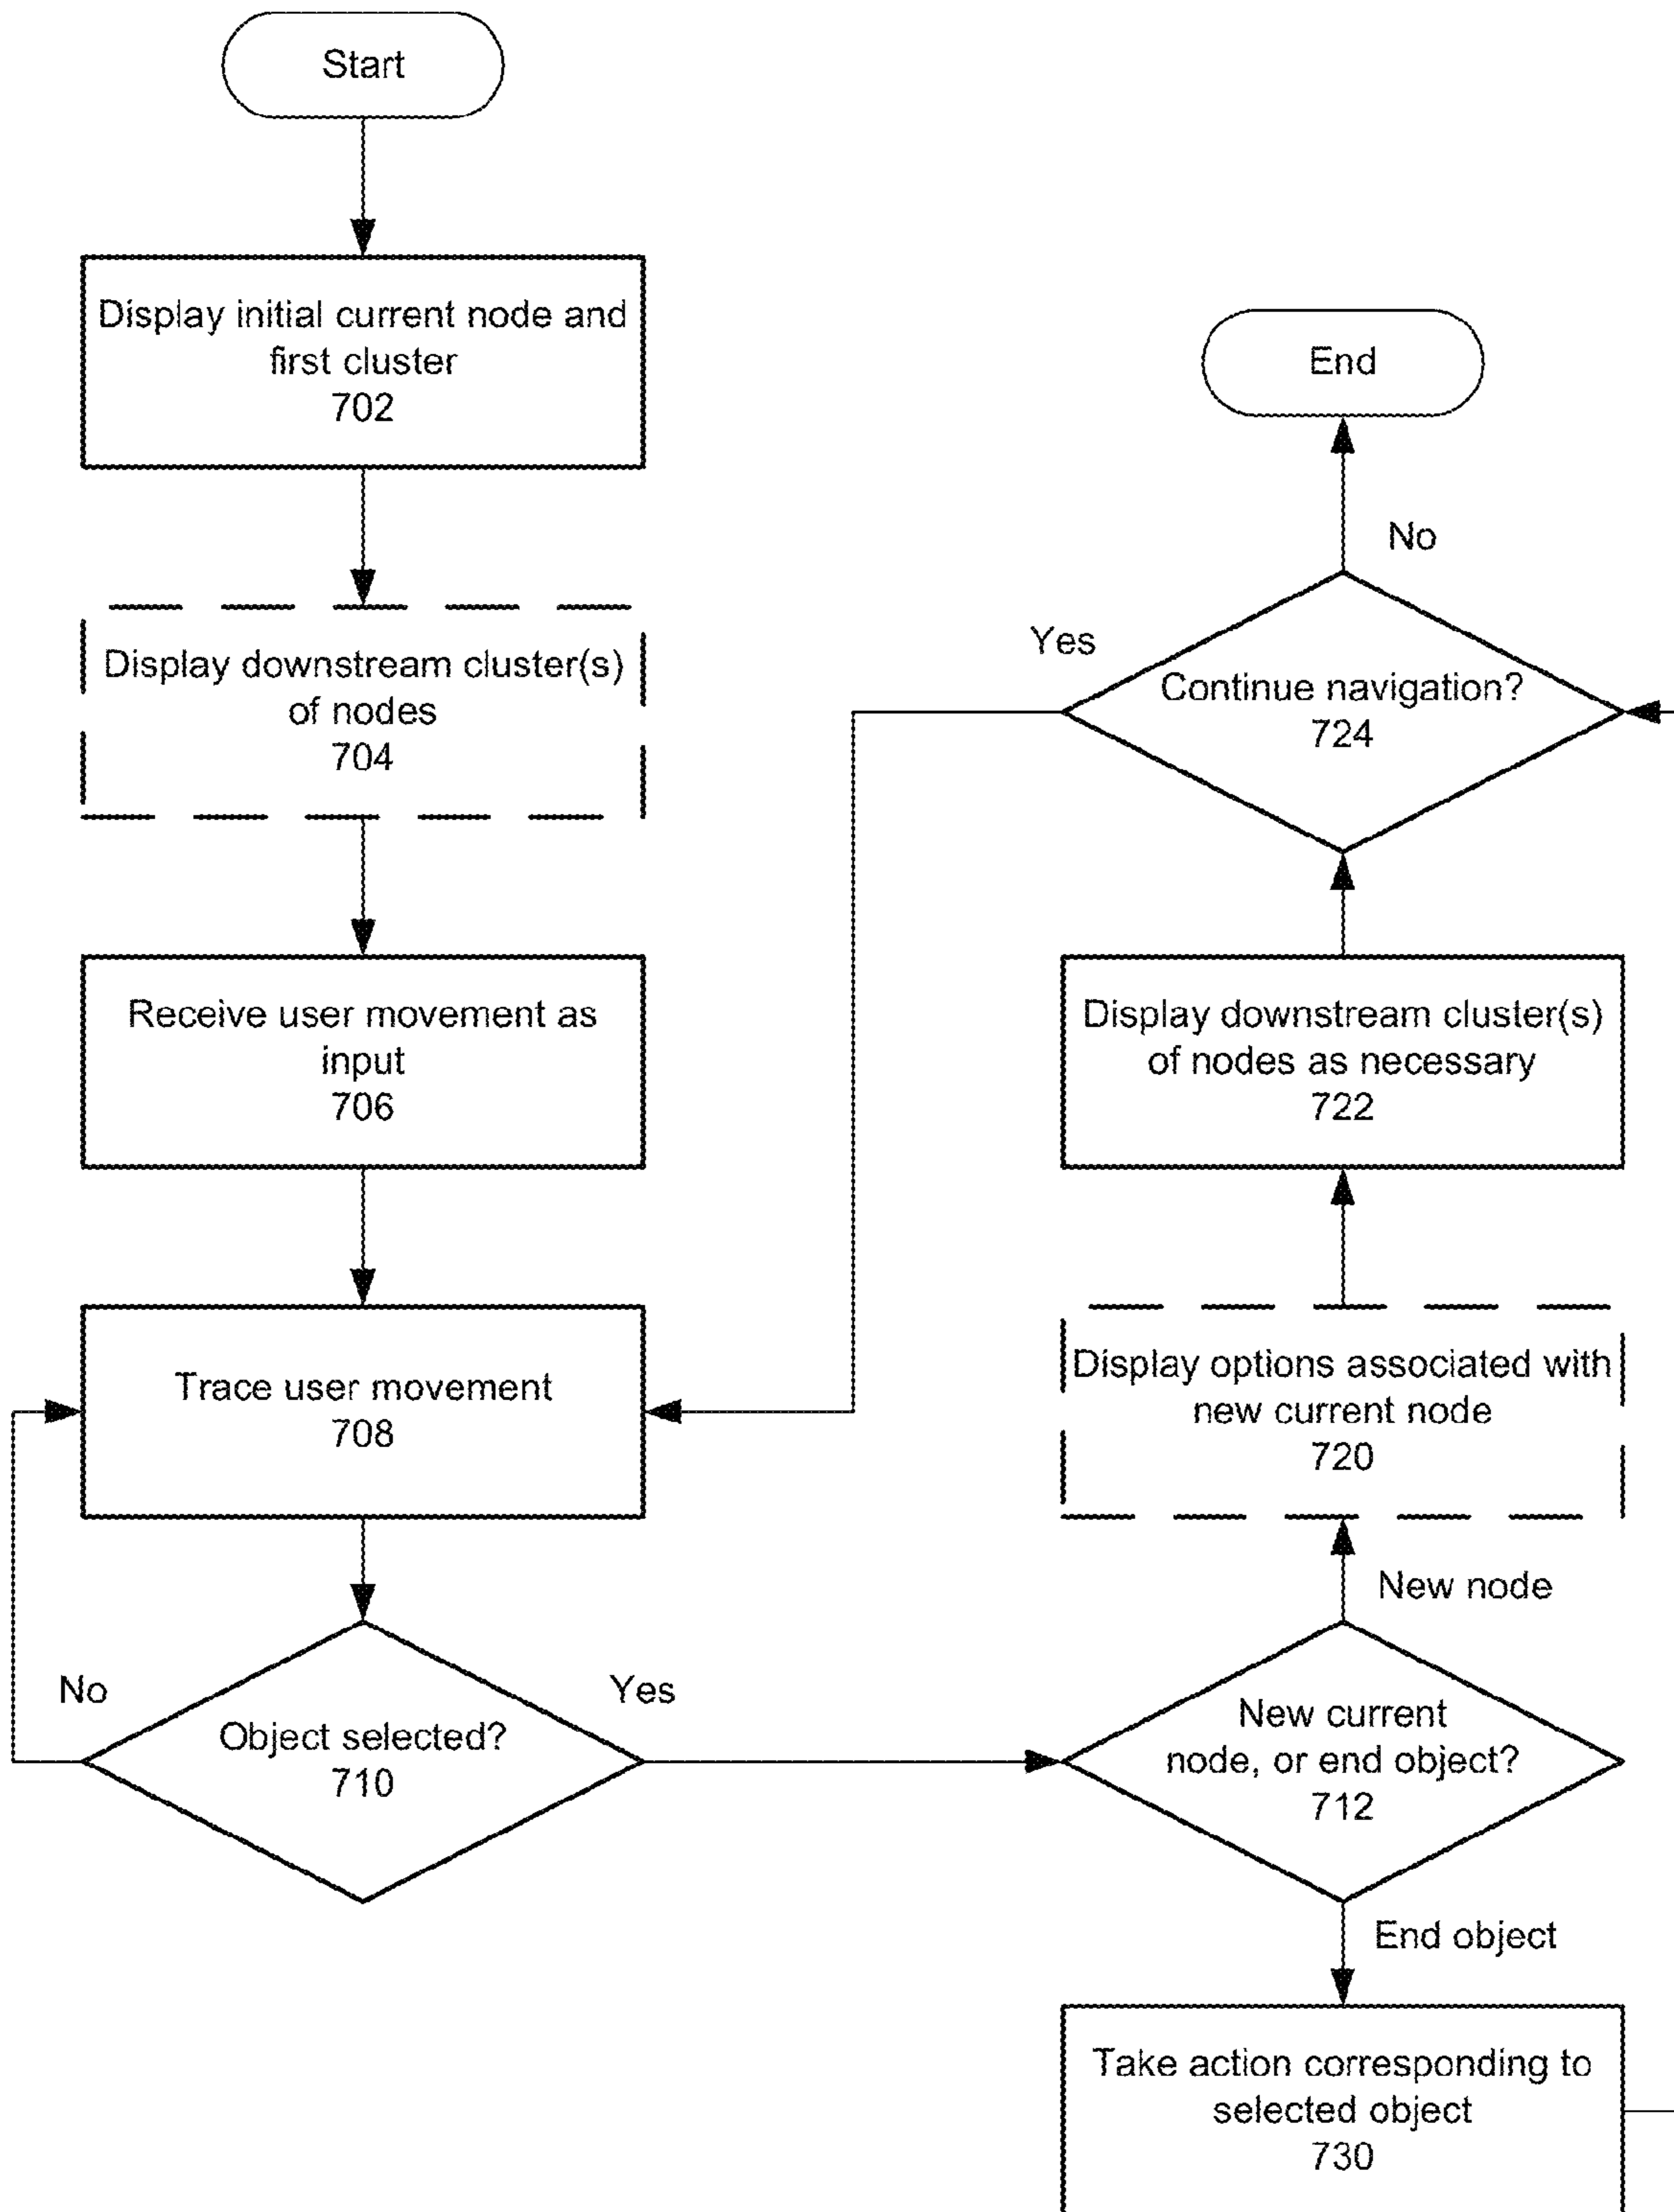 Start
Display initial current node and
first cluster
702
Display downstream cluster(s)
of nodes
704
Receive user movement as
input
706
Trace user movement
708
No
Yes
Object selected?
710
End
No
Yes
Continue navigation?
724
Display downstream cluster(s)
of nodes as necessary
722
Display options associated with
new current node
720
New node
New current
node, or end object?
712
End object
Take action corresponding to
selected object
730